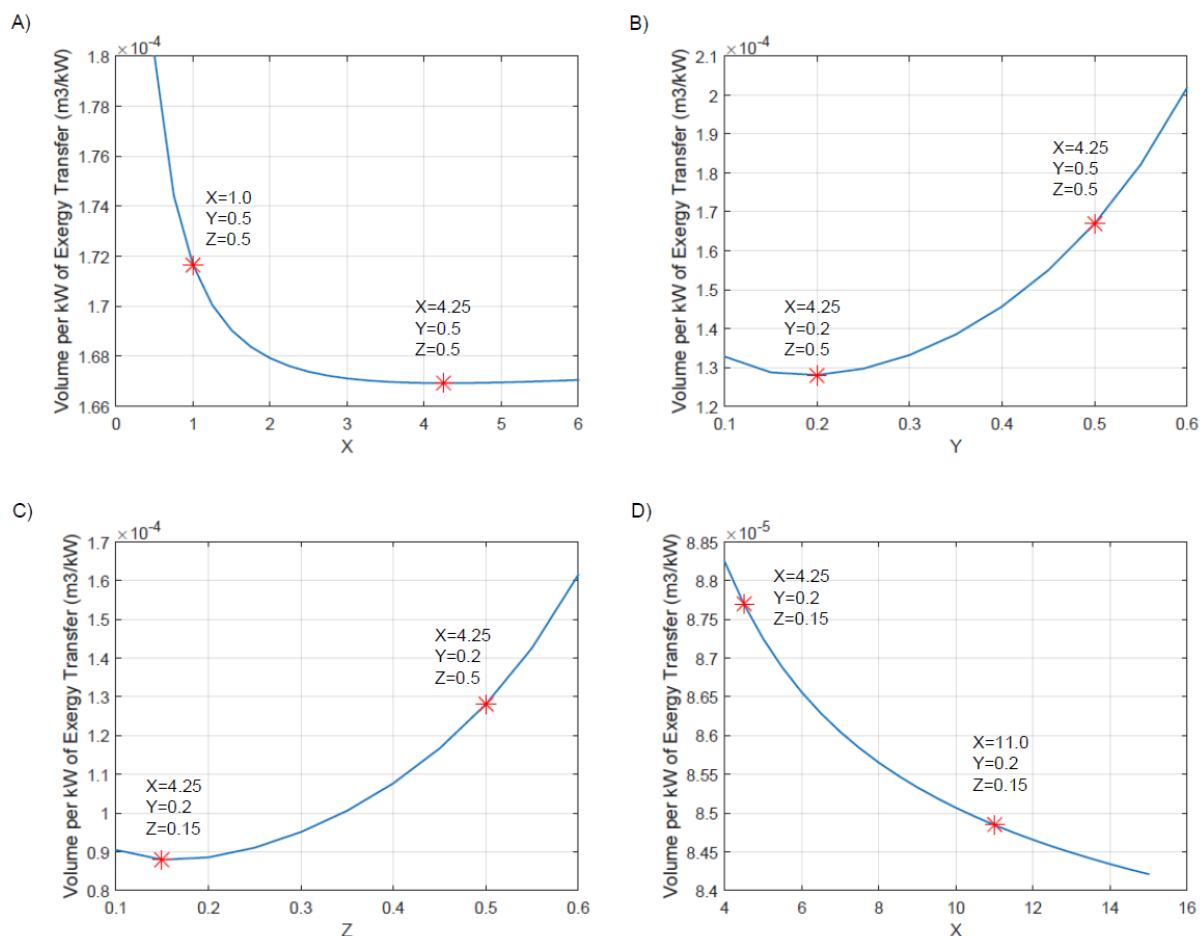 A)
×10⁻⁴
Volume per kW of Exergy Transfer (m3/kW)
1.8
1.78
1.76
1.74
1.72
1.7
1.68
1.66
X=1.0
Y=0.5
Z=0.5
X=4.25
Y=0.5
Z=0.5
0 1 2 3 4 5 6
X
B)
×10⁻⁴
Volume per kW of Exergy Transfer (m3/kW)
2.1
2
1.9
1.8
1.7
1.6
1.5
1.4
1.3
1.2
X=4.25
Y=0.5
Z=0.5
X=4.25
Y=0.2
Z=0.5
0.1 0.2 0.3 0.4 0.5 0.6
Y
C)
×10⁻⁴
Volume per kW of Exergy Transfer (m3/kW)
1.7
1.6
1.5
1.4
1.3
1.2
1.1
1
0.9
0.8
X=4.25
Y=0.2
Z=0.5
X=4.25
Y=0.2
Z=0.15
0.1 0.2 0.3 0.4 0.5 0.6
Z
D)
×10⁻⁵
Volume per kW of Exergy Transfer (m3/kW)
8.85
8.8
8.75
8.7
8.65
8.6
8.55
8.5
8.45
8.4
X=4.25
Y=0.2
Z=0.15
X=11.0
Y=0.2
Z=0.15
4 6 8 10 12 14 16
X